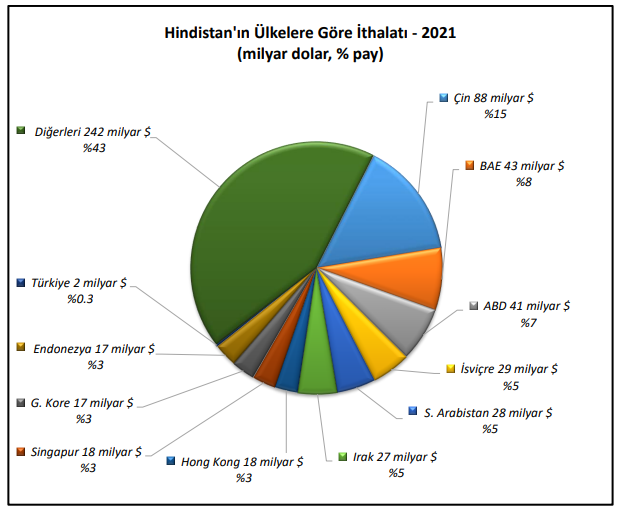 Hindistan'ın Ülkelere Göre İthalatı - 2021
(milyar dolar, % pay)
Çin 88 milyar $
%15
BAE 43 milyar $
%8
ABD 41 milyar $
%7
İsviçre 29 milyar $
%5
S. Arabistan 28 milyar $
%5
Irak 27 milyar $
%5
Hong Kong 18 milyar $
%3
Singapur 18 milyar $
%3
G. Kore 17 milyar $
%3
Endonezya 17 milyar $
%3
Türkiye 2 milyar $
%0.3
Diğerleri 242 milyar $
%43